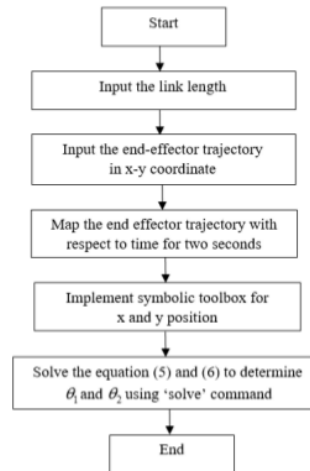 Start
Input the link length
Input the end-effector trajectory
in x-y coordinate
Map the end effector trajectory with
respect to time for two seconds
Implement symbolic toolbox for
x and y position
Solve the equation (5) and (6) to determine
θ₁ and θ₂ using ‘solve’ command
End